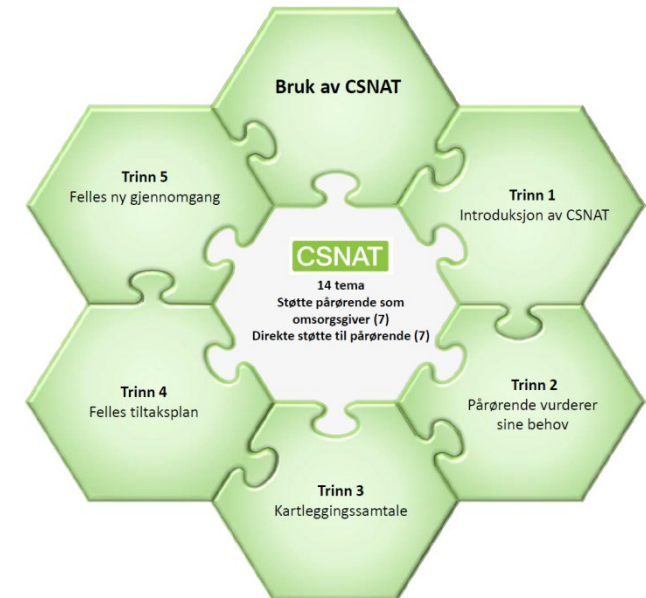 Bruk av CSNAT
Trinn 1
Introduksjon av CSNAT
Trinn 2
Pårørende vurderer
sine behov
Trinn 3
Kartleggingssamtale
Trinn 4
Felles tiltaksplan
Trinn 5
Felles ny gjennomgang
CSNAT
14 tema
Støtte pårørende som
omsorgsgiver (7)
Direkte støtte til pårørende (7)